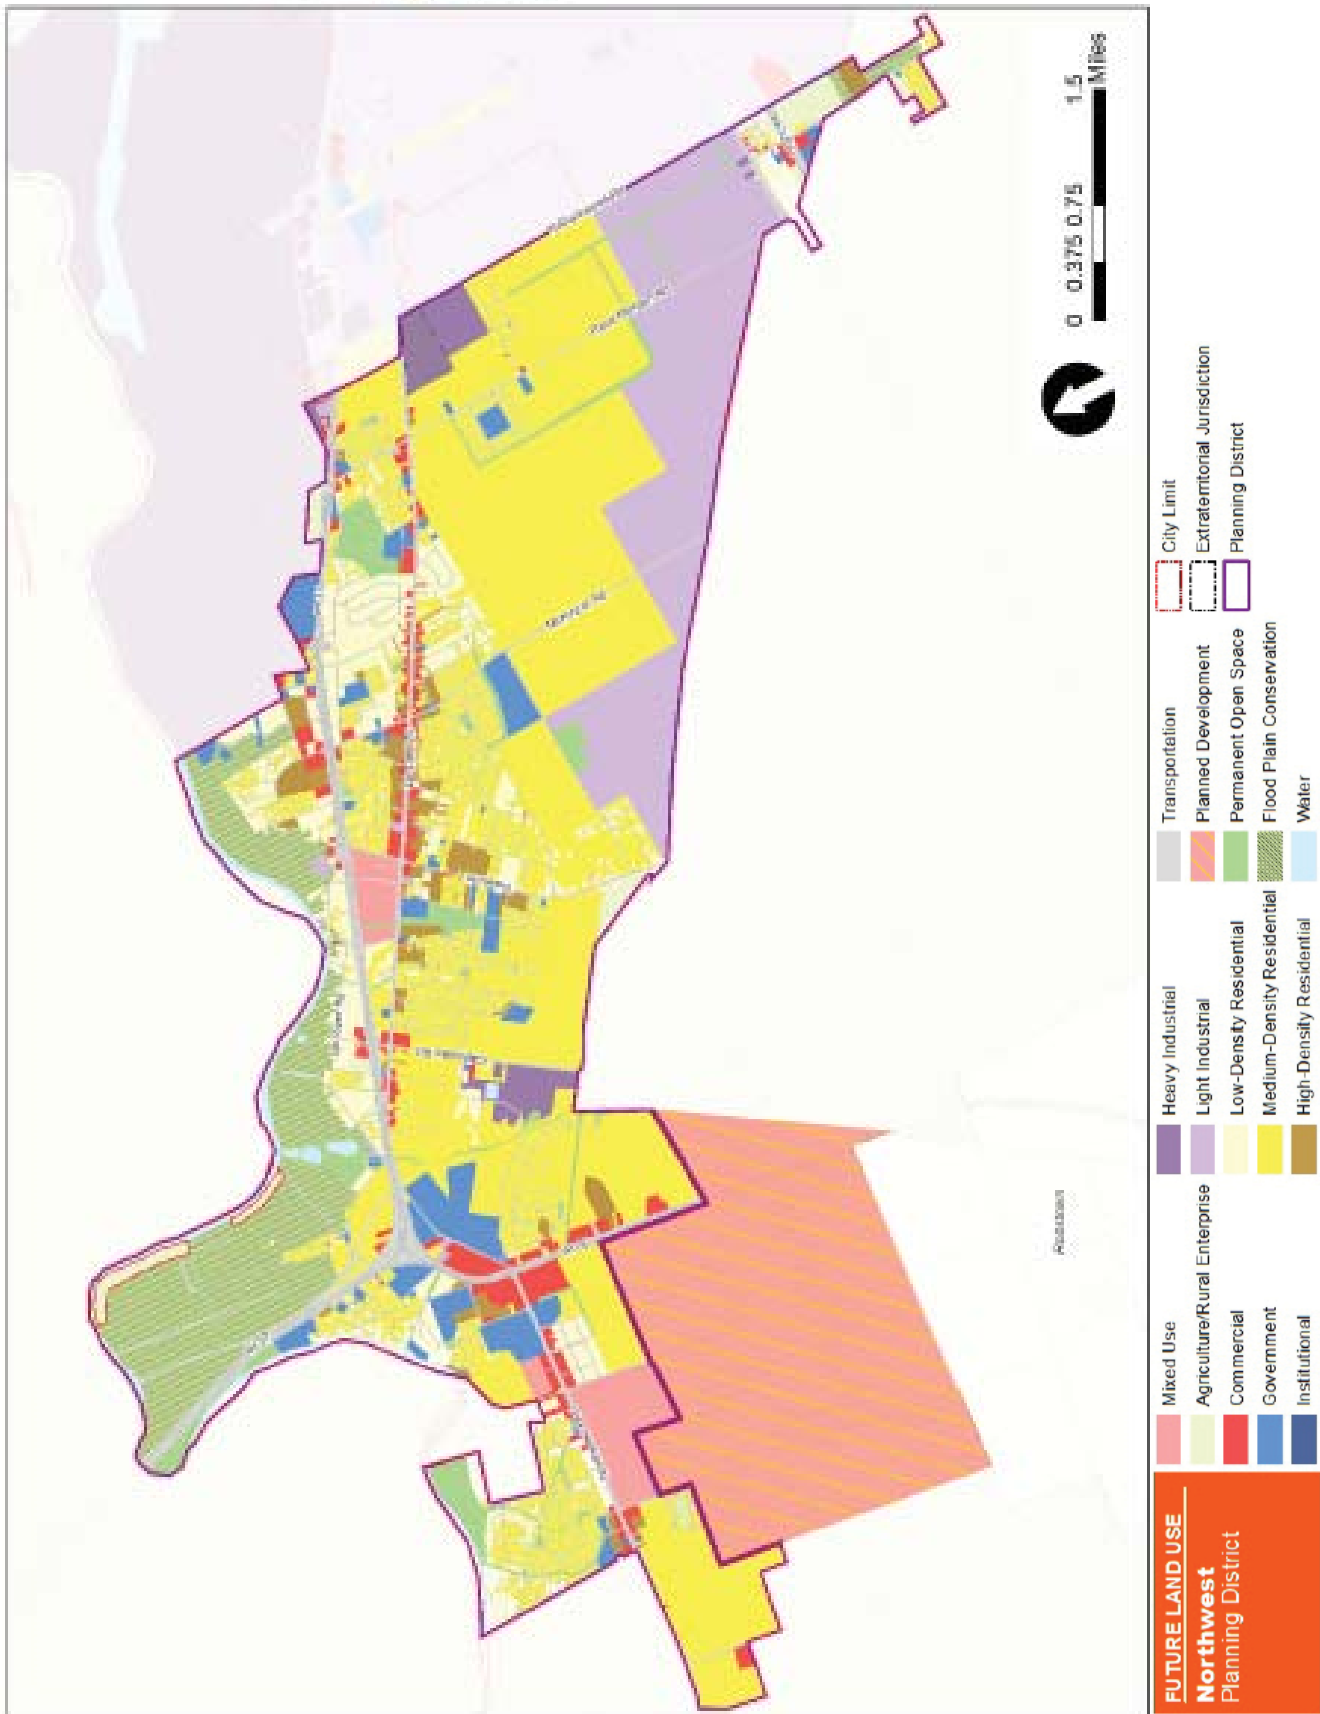 FUTURE LAND USE
Northwest
Planning District
Mixed Use
Agriculture/Rural Enterprise
Commercial
Government
Institutional
Heavy Industrial
Light Industrial
Low-Density Residential
Medium-Density Residential
High-Density Residential
Transportation
Planned Development
Permanent Open Space
Flood Plain Conservation
Water
City Limit
Extraterritorial Jurisdiction
Planning District
0 0.375 0.75 1.5
Miles